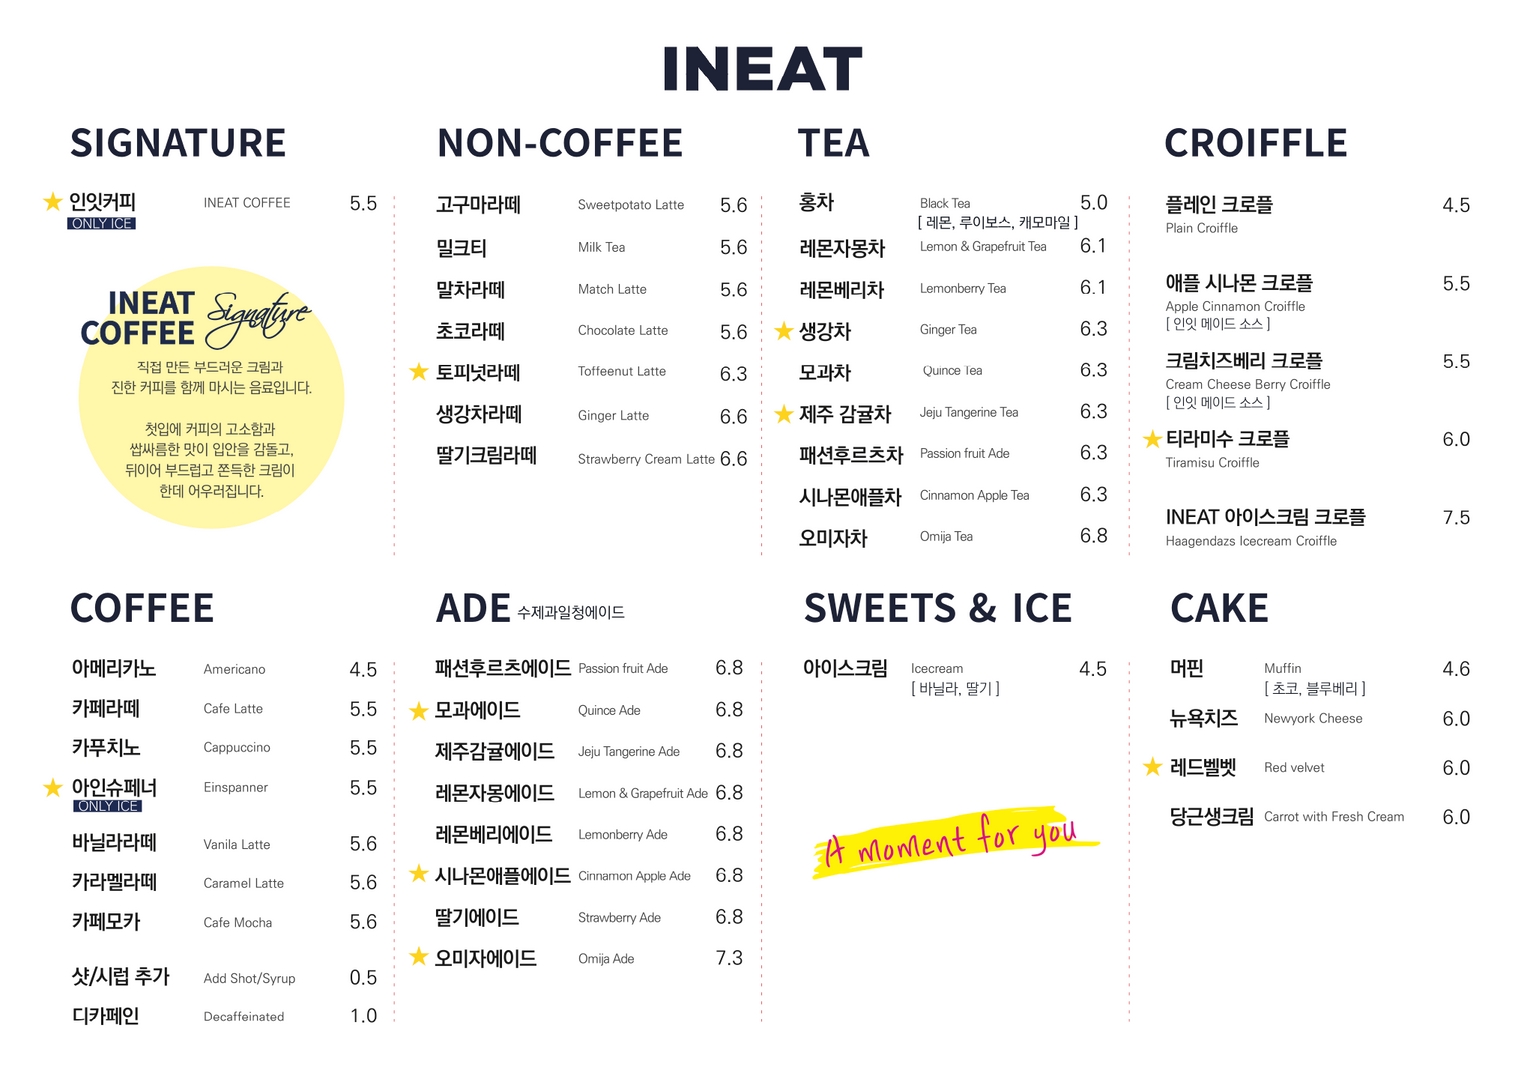 INEAT
SIGNATURE
인잇커피 INEAT COFFEE 5.5
ONLY ICE
INEAT
COFFEE
Signature
직접 만든 부드러운 크림과
진한 커피를 함께 마시는 음료입니다.
첫입에 커피의 고소함과
쌉싸름한 맛이 입안을 감돌고,
뒤이어 부드럽고 쫀득한 크림이
한데 어우러집니다.
NON-COFFEE
고구마라떼 Sweetpotato Latte 5.6
밀크티 Milk Tea 5.6
말차라떼 Match Latte 5.6
초코라떼 Chocolate Latte 5.6
토피넛라떼 Toffeenut Latte 6.3
생강차라떼 Ginger Latte 6.6
딸기크림라떼 Strawberry Cream Latte 6.6
TEA
홍차 Black Tea 5.0
[ 레몬, 루이보스, 캐모마일 ]
레몬자몽차 Lemon & Grapefruit Tea 6.1
레몬베리차 Lemonberry Tea 6.1
생강차 Ginger Tea 6.3
모과차 Quince Tea 6.3
제주 감귤차 Jeju Tangerine Tea 6.3
패션후르츠차 Passion fruit Ade 6.3
시나몬애플차 Cinnamon Apple Tea 6.3
오미자차 Omija Tea 6.8
CROIFFLE
플레인 크로플 4.5
Plain Croiffle
애플 시나몬 크로플 5.5
Apple Cinnamon Croiffle
[ 인잇 메이드 소스 ]
크림치즈베리 크로플 5.5
Cream Cheese Berry Croiffle
[ 인잇 메이드 소스 ]
티라미수 크로플 6.0
Tiramisu Croiffle
INEAT 아이스크림 크로플 7.5
Haagendazs Icecream Croiffle
COFFEE
아메리카노 Americano 4.5
카페라떼 Cafe Latte 5.5
카푸치노 Cappuccino 5.5
아인슈페너 Einspanner 5.5
ONLY ICE
바닐라라떼 Vanila Latte 5.6
카라멜라떼 Caramel Latte 5.6
카페모카 Cafe Mocha 5.6
샷/시럽 추가 Add Shot/Syrup 0.5
디카페인 Decaffeinated 1.0
ADE 수제과일청에이드
패션후르츠에이드 Passion fruit Ade 6.8
모과에이드 Quince Ade 6.8
제주감귤에이드 Jeju Tangerine Ade 6.8
레몬자몽에이드 Lemon & Grapefruit Ade 6.8
레몬베리에이드 Lemonberry Ade 6.8
시나몬애플에이드 Cinnamon Apple Ade 6.8
딸기에이드 Strawberry Ade 6.8
오미자에이드 Omija Ade 7.3
SWEETS & ICE
아이스크림 Icecream 4.5
[ 바닐라, 딸기 ]
A moment for you
CAKE
머핀 Muffin 4.6
[ 초코, 블루베리 ]
뉴욕치즈 Newyork Cheese 6.0
레드벨벳 Red velvet 6.0
당근생크림 Carrot with Fresh Cream 6.0